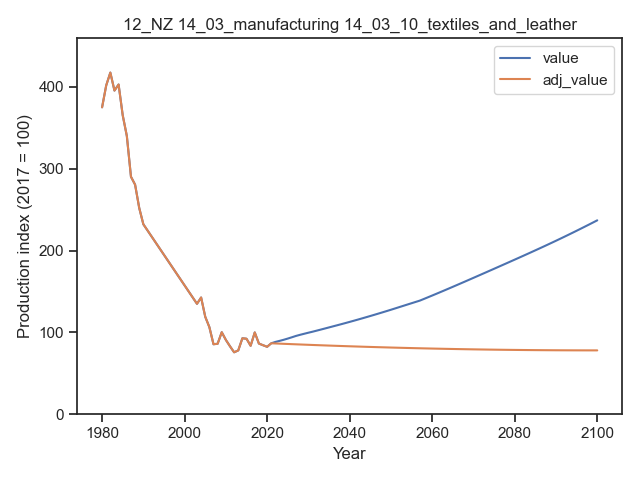 12_NZ 14_03_manufacturing 14_03_10_textiles_and_leather
value
adj_value
Production index (2017 = 100)
400
300
200
100
0
1980
2000
2020
2040
2060
2080
2100
Year